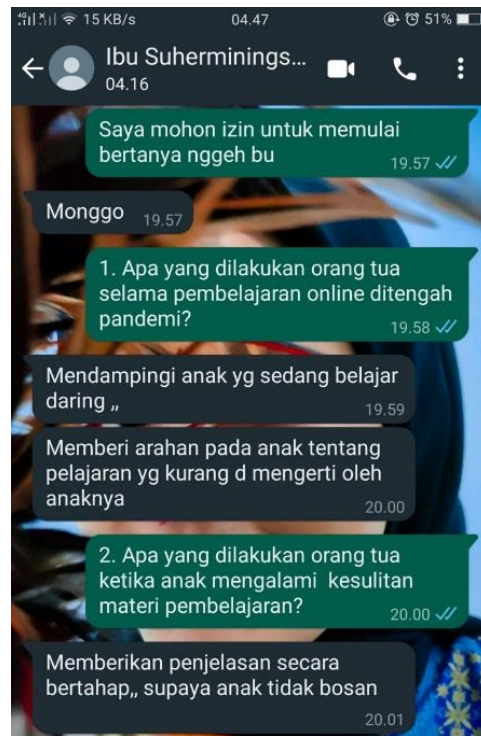 15 KB/s 04.47 51%
Ibu Suherminings...
04.16
Saya mohon izin untuk memulai
bertanya nggeh bu
19.57
Monggo 19.57
1. Apa yang dilakukan orang tua
selama pembelajaran online ditengah
pandemi?
19.58
Mendampingi anak yg sedang belajar
daring ,,
19.59
Memberi arahan pada anak tentang
pelajaran yg kurang d mengerti oleh
anaknya
20.00
2. Apa yang dilakukan orang tua
ketika anak mengalami kesulitan
materi pembelajaran?
20.00
Memberikan penjelasan secara
bertahap,, supaya anak tidak bosan
20.01